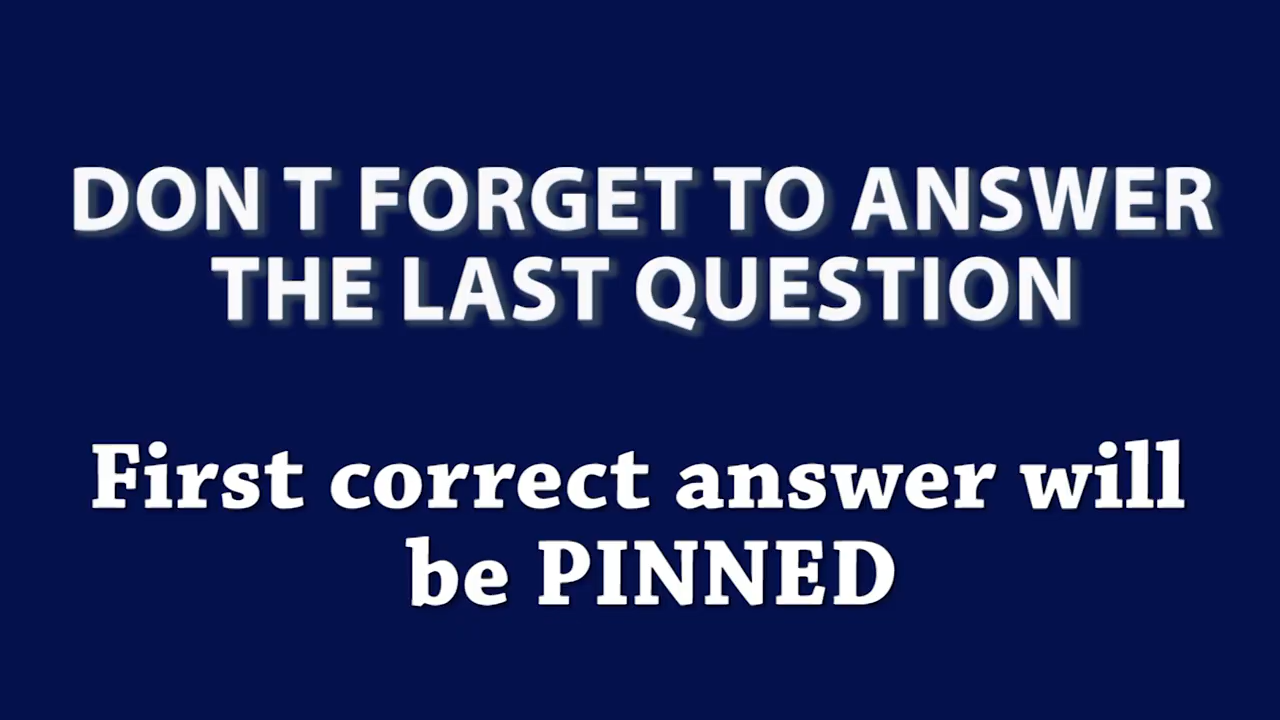 DON T FORGET TO ANSWER
THE LAST QUESTION
First correct answer will
be PINNED